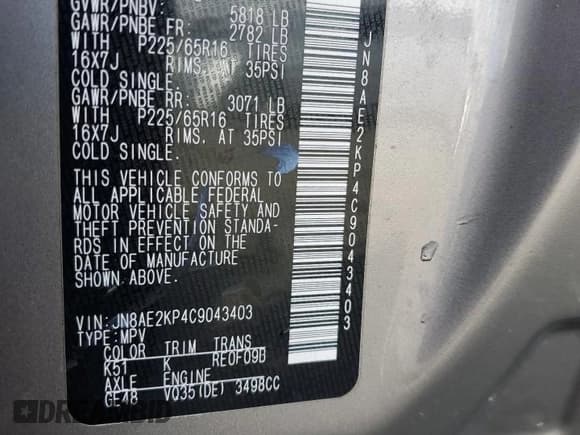 GVWR/PNBV: 5818 LB
GAWR/PNBE FR: 2782 LB
WITH P225/65R16 TIRES
16X7J RIMS, AT 35PSI
COLD SINGLE.
GAWR/PNBE RR: 3071 LB
WITH P225/65R16 TIRES
16X7J RIMS, AT 35PSI
COLD SINGLE.
THIS VEHICLE CONFORMS TO
ALL APPLICABLE FEDERAL
MOTOR VEHICLE SAFETY AND
THEFT PREVENTION STANDA-
RDS IN EFFECT ON THE
DATE OF MANUFACTURE
SHOWN ABOVE.
VIN:JN8AE2KP4C9043403
TYPE:MPV
COLOR TRIM TRANS
K51 K RE0F09B
AXLE ENGINE
GE48 VQ35(DE) 3498CC
JN8AE2KP4C9043403
DREAMBID